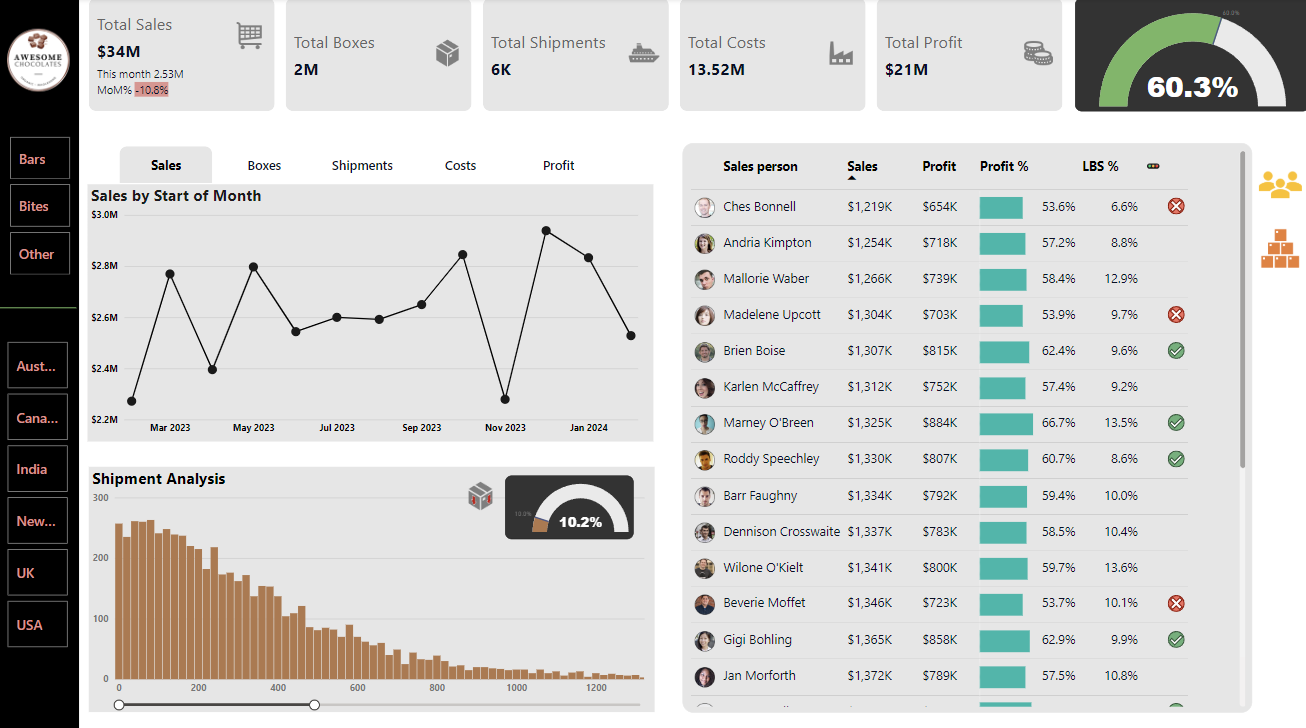 AWESOME
CHOCOLATES
Bars
Bites
Other
Aust...
Cana...
India
New...
UK
USA
Total Sales
$34M
This month 2.53M
MoM% -10.8%
Total Boxes
2M
Total Shipments
6K
Total Costs
13.52M
Total Profit
$21M
60.0%
60.3%
Sales Boxes Shipments Costs Profit
Sales by Start of Month
$3.0M
$2.8M
$2.6M
$2.4M
$2.2M
Mar 2023 May 2023 Jul 2023 Sep 2023 Nov 2023 Jan 2024
Shipment Analysis
10.0%
10.2%
300
200
100
0
0 200 400 600 800 1000 1200
Sales person Sales Profit Profit % LBS %
Ches Bonnell $1,219K $654K 53.6% 6.6%
Andria Kimpton $1,254K $718K 57.2% 8.8%
Mallorie Waber $1,266K $739K 58.4% 12.9%
Madelene Upcott $1,304K $703K 53.9% 9.7%
Brien Boise $1,307K $815K 62.4% 9.6%
Karlen McCaffrey $1,312K $752K 57.4% 9.2%
Marney O'Breen $1,325K $884K 66.7% 13.5%
Roddy Speechley $1,330K $807K 60.7% 8.6%
Barr Faughny $1,334K $792K 59.4% 10.0%
Dennison Crosswaite $1,337K $783K 58.5% 10.4%
Wilone O'Kielt $1,341K $800K 59.7% 13.6%
Beverie Moffet $1,346K $723K 53.7% 10.1%
Gigi Bohling $1,365K $858K 62.9% 9.9%
Jan Morforth $1,372K $789K 57.5% 10.8%